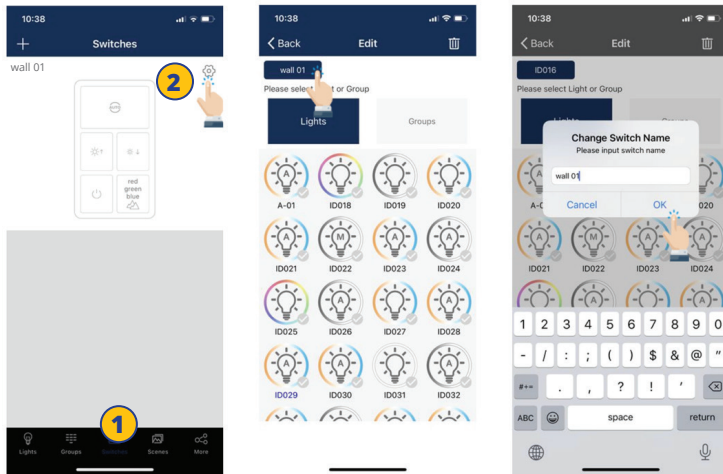 10:38
Switches
wall 01
2
red
green
blue
1
Lights Groups Switches Scenes More
10:38
Back Edit
wall 01
Please select Light or Group
Lights Groups
A A
A-01 ID018 ID019 ID020
A M A A
ID021 ID022 ID023 ID024
A A
ID025 ID026 ID027 ID028
A A A
ID029 ID030 ID031 ID032
10:38
Back Edit
ID016
Please select Light or Group
Lights Groups
Change Switch Name
Please input switch name
wall 01
Cancel OK
020
A M A A
ID021 ID022 ID023 ID024
A A
1 2 3 4 5 6 7 8 9 0
- / : ; ( ) $ & @ "
#+= . , ? ! '
ABC space return